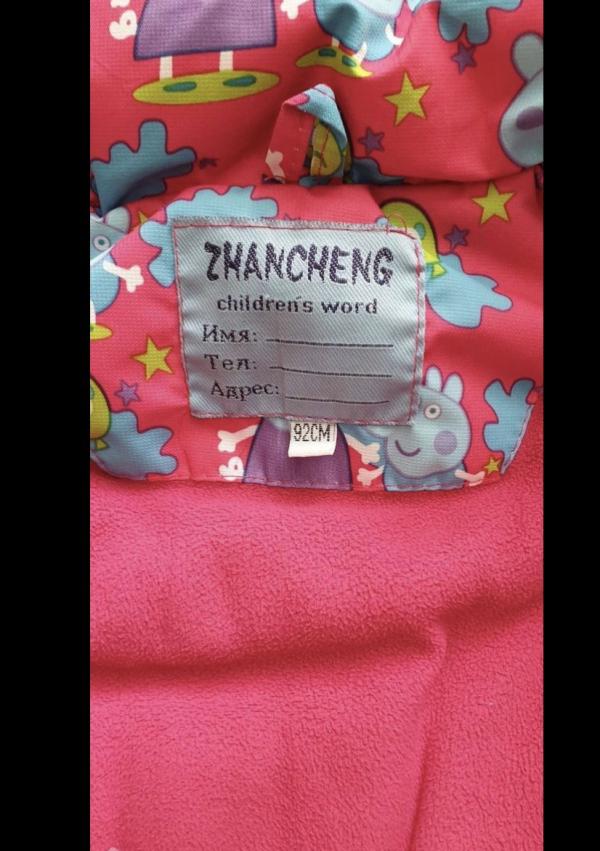 ZHANCHENG
children's word
Имя:
Тел:
Адрес:
92CM